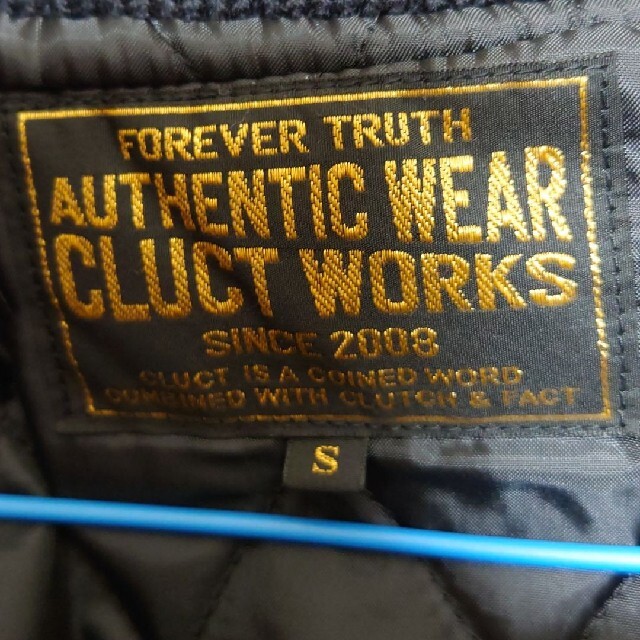 FOREVER TRUTH
AUTHENTIC WEAR
CLUCT WORKS
SINCE 2008
CLUCT IS A COINED WORD
COMBINED WITH CLUTCH & FACT
S